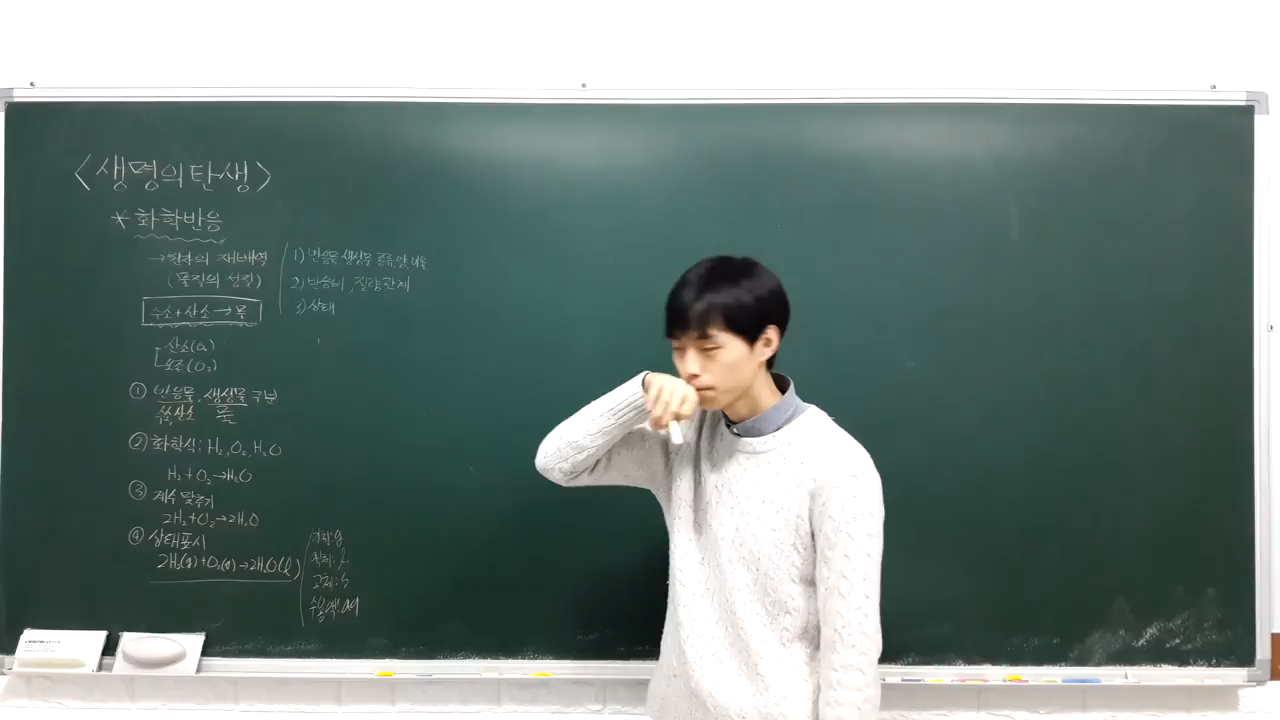 <생명의 탄생>
* 화학반응
→ 원자의 재배열
(물질의 성질)
수소+산소 → 물
산소(O₂)
오존(O₃)
① 반응물, 생성물 구분
수소,산소 물
② 화학식: H₂, O₂, H₂O
H₂+O₂→H₂O
③ 계수 맞추기
2H₂+O₂→2H₂O
④ 상태표시
2H₂(g)+O₂(g)→2H₂O(l)
1) 반응물, 생성물 종류, 양, 비율
2) 반응비, 질량관계
3) 상태
기체:g
액체:l
고체:s
수용액:aq